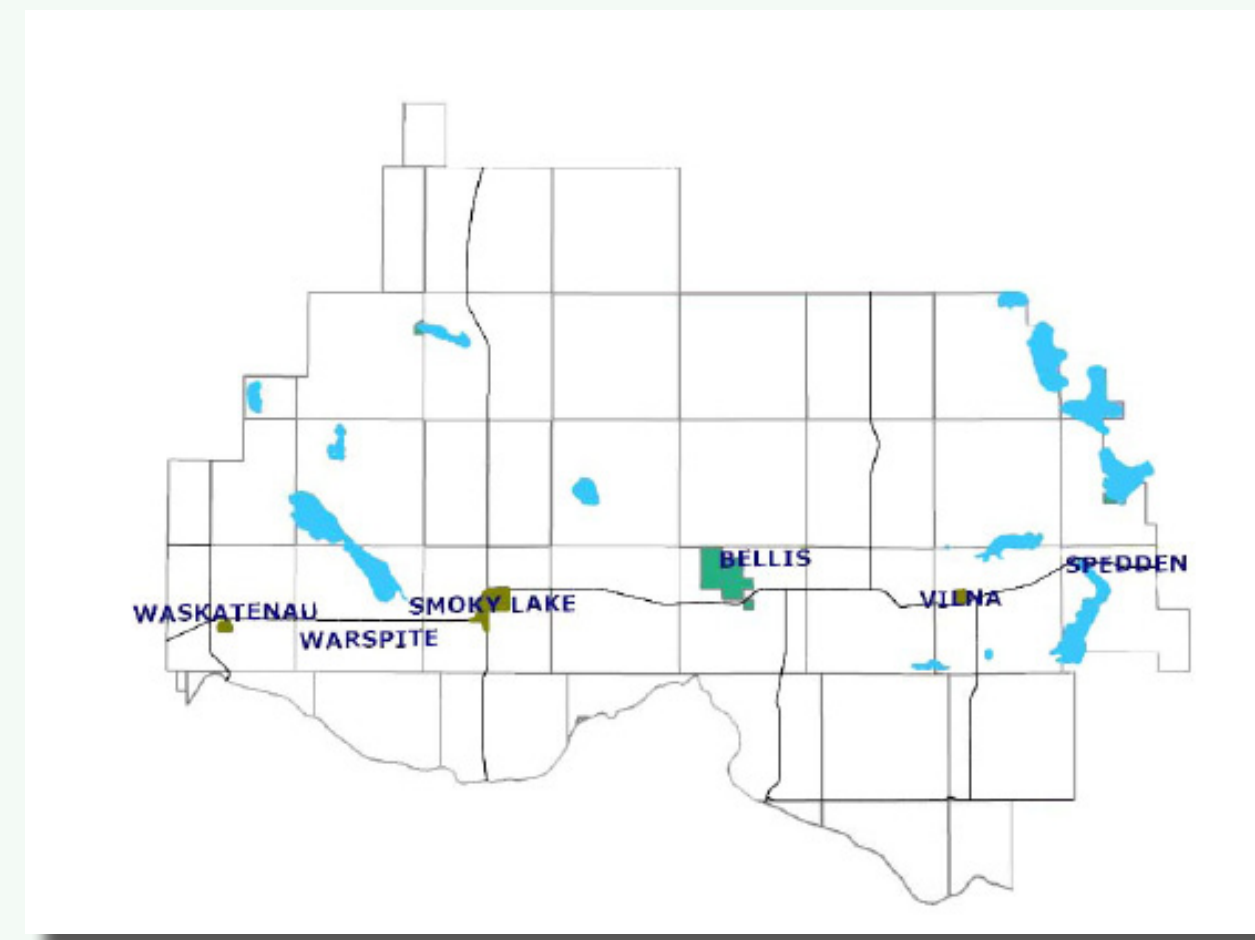 BELLIS
SPEDDEN
WASKATENAU
SMOKY LAKE
VILNA
WARSPITE